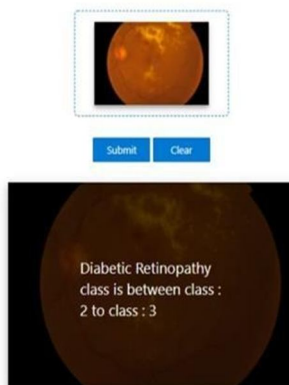 Submit
Clear
Diabetic Retinopathy
class is between class :
2 to class : 3